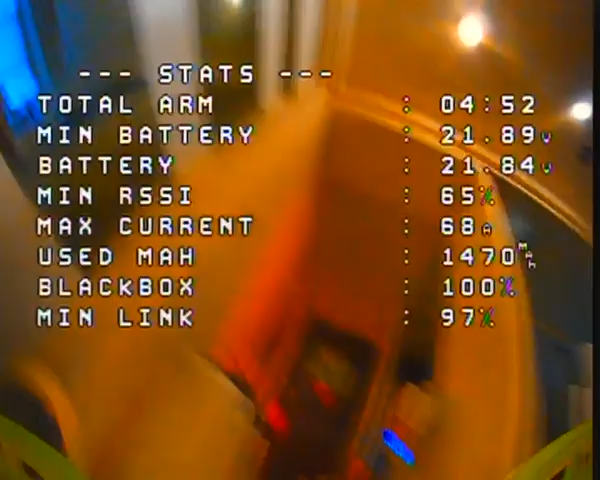 --- STATS ---
TOTAL ARM : 04:52
MIN BATTERY : 21.89V
BATTERY : 21.84V
MIN RSSI : 65%
MAX CURRENT : 68A
USED MAH : 1470mAh
BLACKBOX : 100%
MIN LINK : 97%